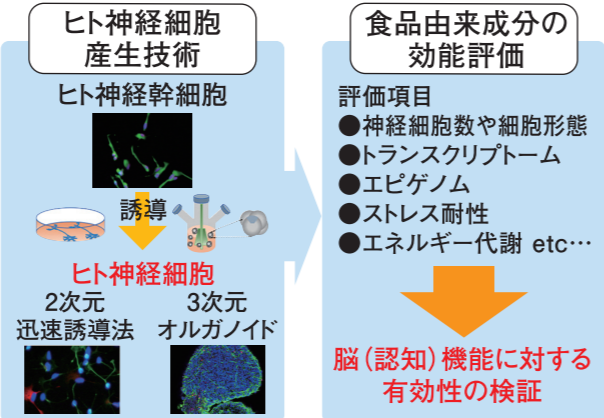 ヒト神経細胞
産生技術
ヒト神経幹細胞
誘導
ヒト神経細胞
2次元
迅速誘導法
3次元
オルガノイド
食品由来成分の
効能評価
評価項目
●神経細胞数や細胞形態
●トランスクリプトーム
●エピゲノム
●ストレス耐性
●エネルギー代謝 etc…
脳（認知）機能に対する
有効性の検証